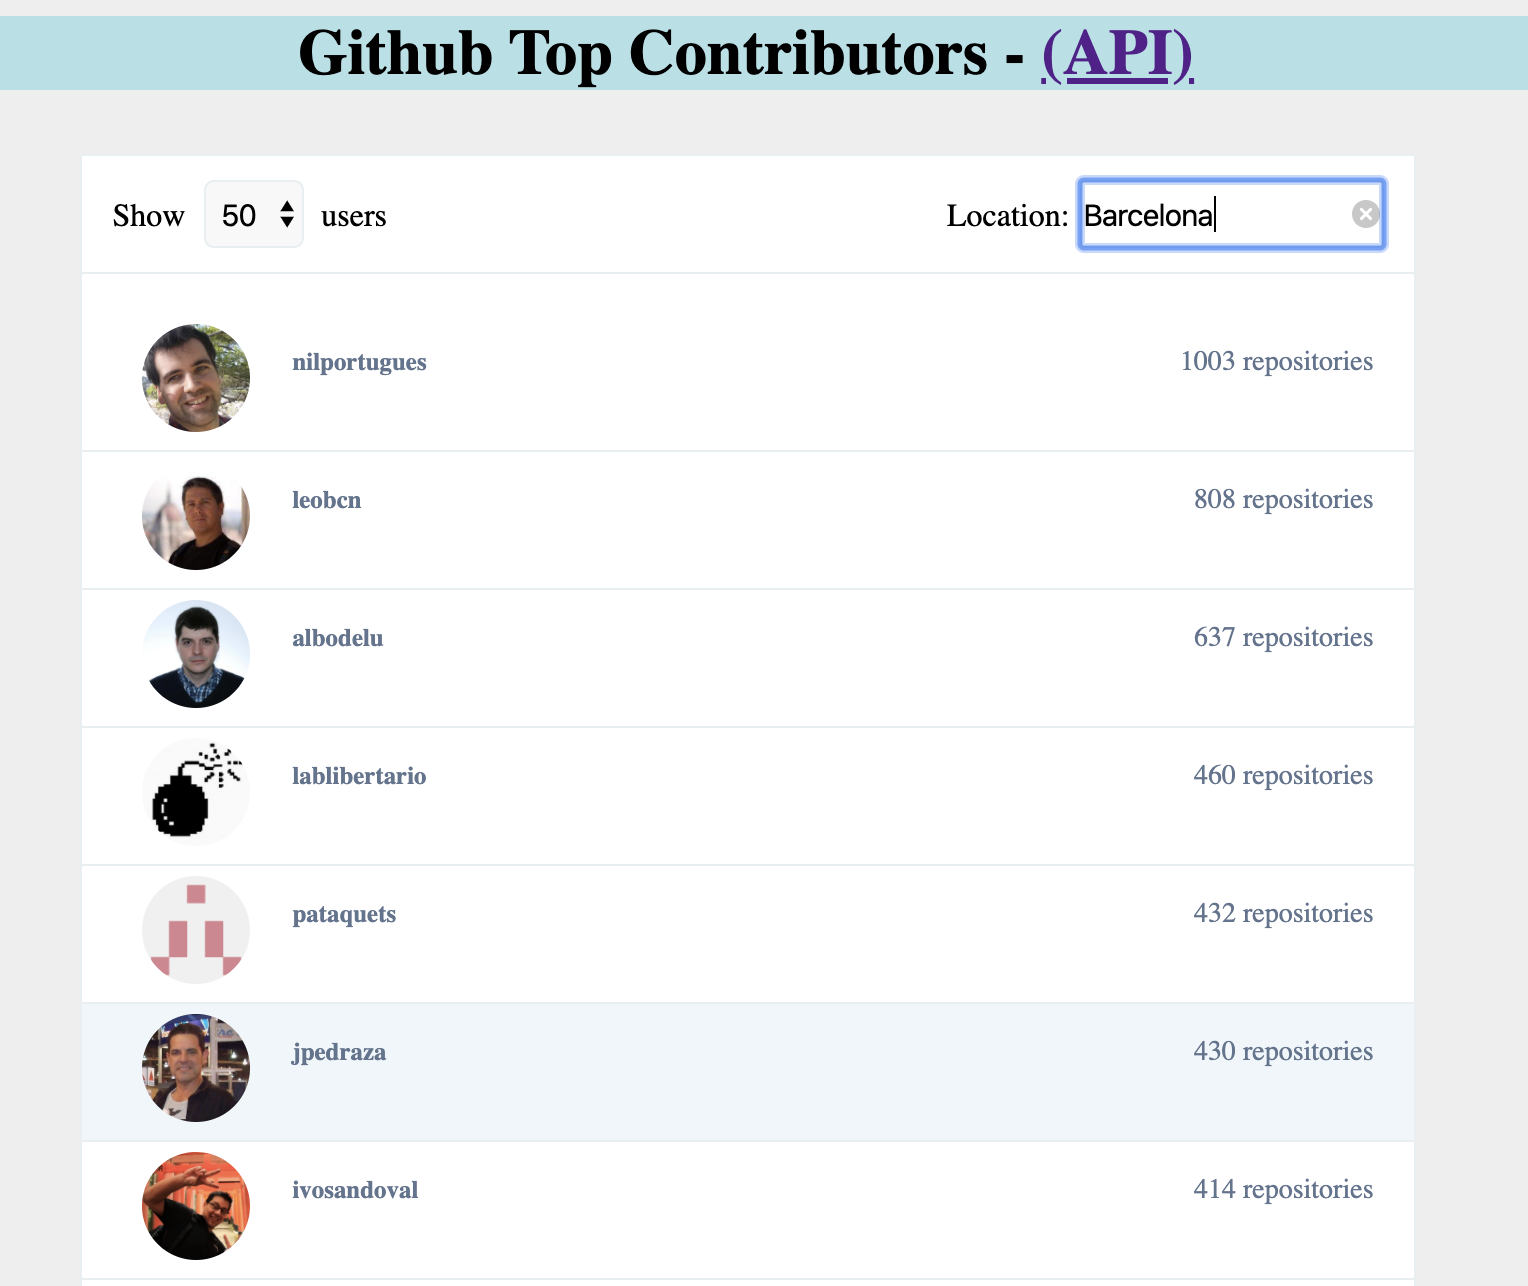 Github Top Contributors - (API)
Show 50 users Location: Barcelona
nilportugues 1003 repositories
leobcn 808 repositories
albodelu 637 repositories
lablibertario 460 repositories
pataquets 432 repositories
jpedraza 430 repositories
ivosandoval 414 repositories